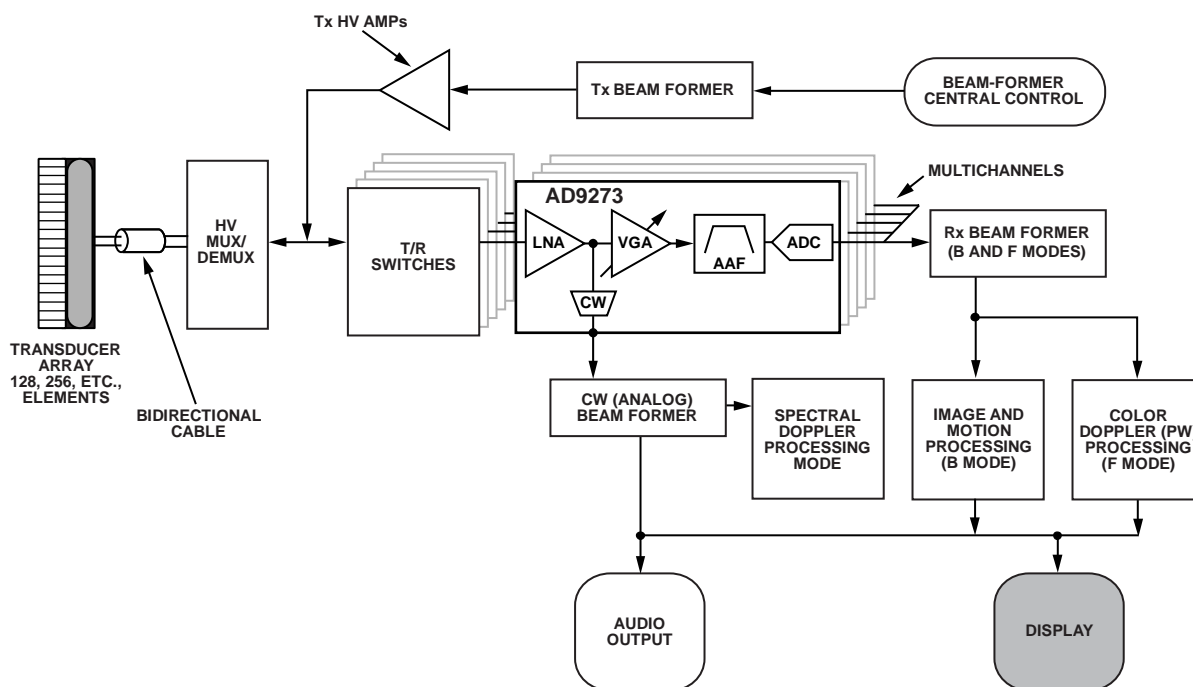 Tx HV AMPs
Tx BEAM FORMER
BEAM-FORMER
CENTRAL CONTROL
HV
MUX/
DEMUX
T/R
SWITCHES
AD9273
LNA
VGA
AAF
ADC
CW
MULTICHANNELS
Rx BEAM FORMER
(B AND F MODES)
TRANSDUCER
ARRAY
128, 256, ETC.,
ELEMENTS
BIDIRECTIONAL
CABLE
CW (ANALOG)
BEAM FORMER
SPECTRAL
DOPPLER
PROCESSING
MODE
IMAGE AND
MOTION
PROCESSING
(B MODE)
COLOR
DOPPLER (PW)
PROCESSING
(F MODE)
AUDIO
OUTPUT
DISPLAY